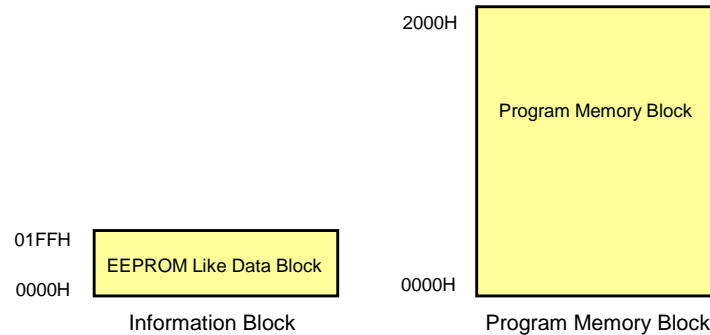 2000H
Program Memory Block
01FFH
EEPROM Like Data Block
0000H
0000H
Information Block
Program Memory Block